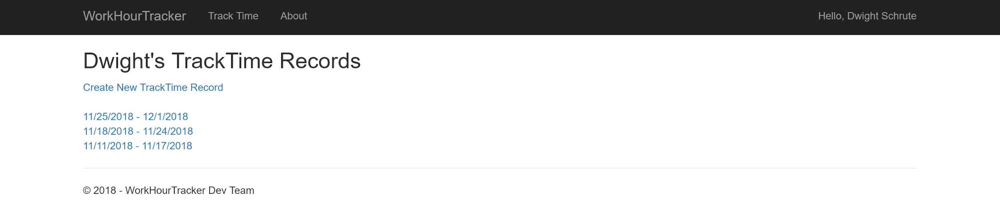 WorkHourTracker Track Time About Hello, Dwight Schrute
Dwight's TrackTime Records
Create New TrackTime Record
11/25/2018 - 12/1/2018
11/18/2018 - 11/24/2018
11/11/2018 - 11/17/2018
© 2018 - WorkHourTracker Dev Team